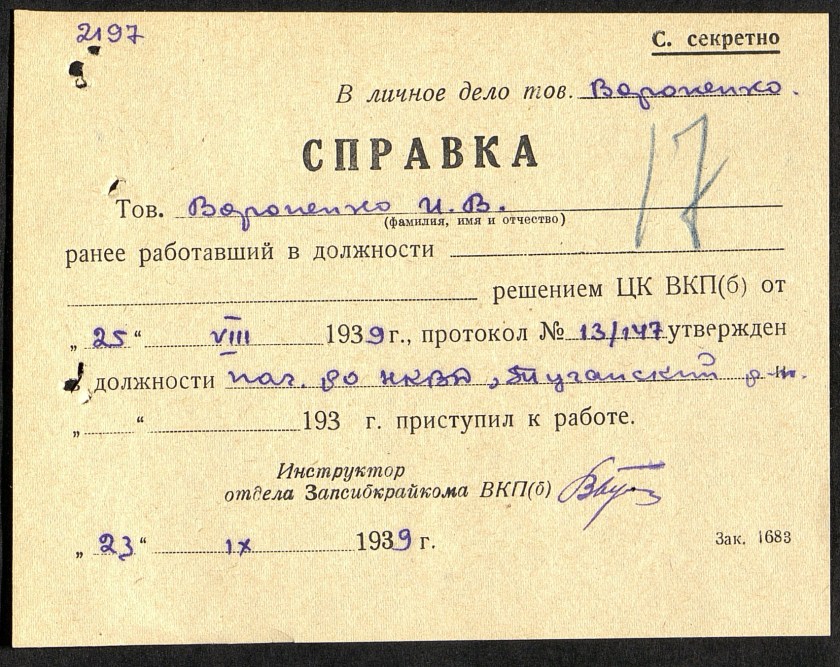 2197
С. секретно
В личное дело тов. Вороненко.
СПРАВКА
17
Тов. Вороненко И. В.
(фамилия, имя и отчество)
ранее работавший в должности
решением ЦК ВКП(б) от
„25“ VIII 1939 г., протокол № 13/147 утвержден
в должности нач. РО НКВД, Туганский р-н.
„ “ 193 г. приступил к работе.
Инструктор
отдела Запсибкрайкома ВКП(б)
„23“ IX 1939 г.
Зак. 1683